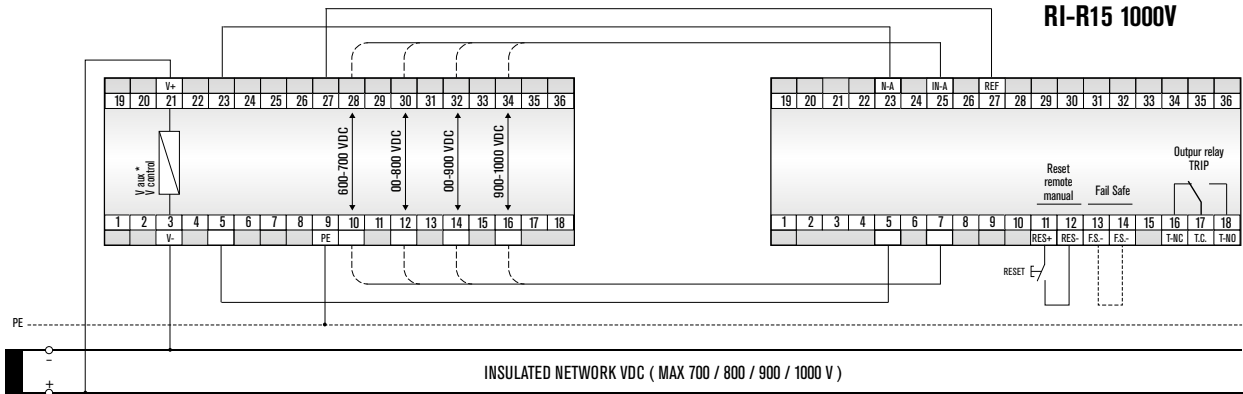 RI-R15 1000V
V+
19 20 21 22 23 24 25 26 27 28 29 30 31 32 33 34 35 36
V aux *
V control
600-700 VDC
00-800 VDC
00-900 VDC
900-1000 VDC
1 2 3 4 5 6 7 8 9 10 11 12 13 14 15 16 17 18
V- PE
N-A IN-A REF
19 20 21 22 23 24 25 26 27 28 29 30 31 32 33 34 35 36
Reset
remote
manual
Fail Safe
Outpur relay
TRIP
1 2 3 4 5 6 7 8 9 10 11 12 13 14 15 16 17 18
RES+ RES- F.S.- F.S.- T-NC T.C. T-NO
RESET
PE
-
+
INSULATED NETWORK VDC ( MAX 700 / 800 / 900 / 1000 V )